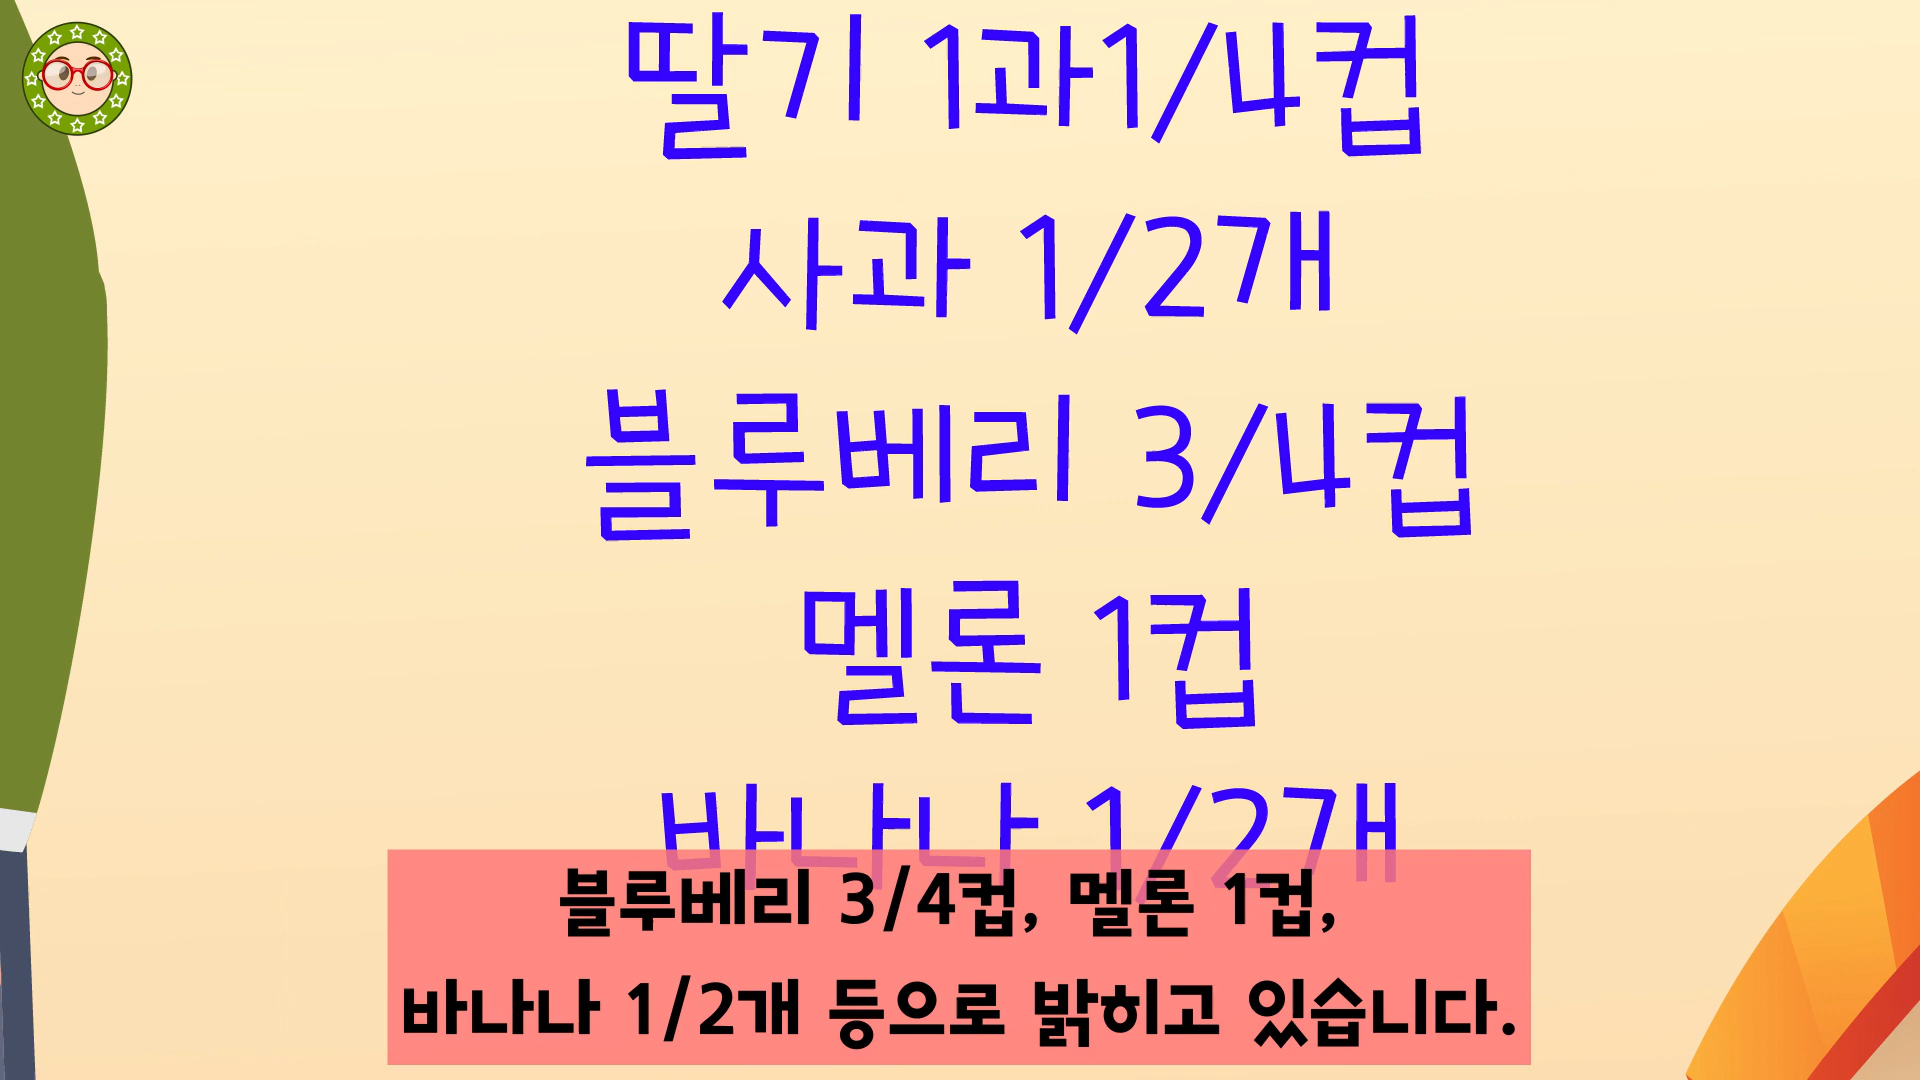 딸기 1과1/4컵
사과 1/2개
블루베리 3/4컵
멜론 1컵
바나나 1/2개
블루베리 3/4컵, 멜론 1컵,
바나나 1/2개 등으로 밝히고 있습니다.